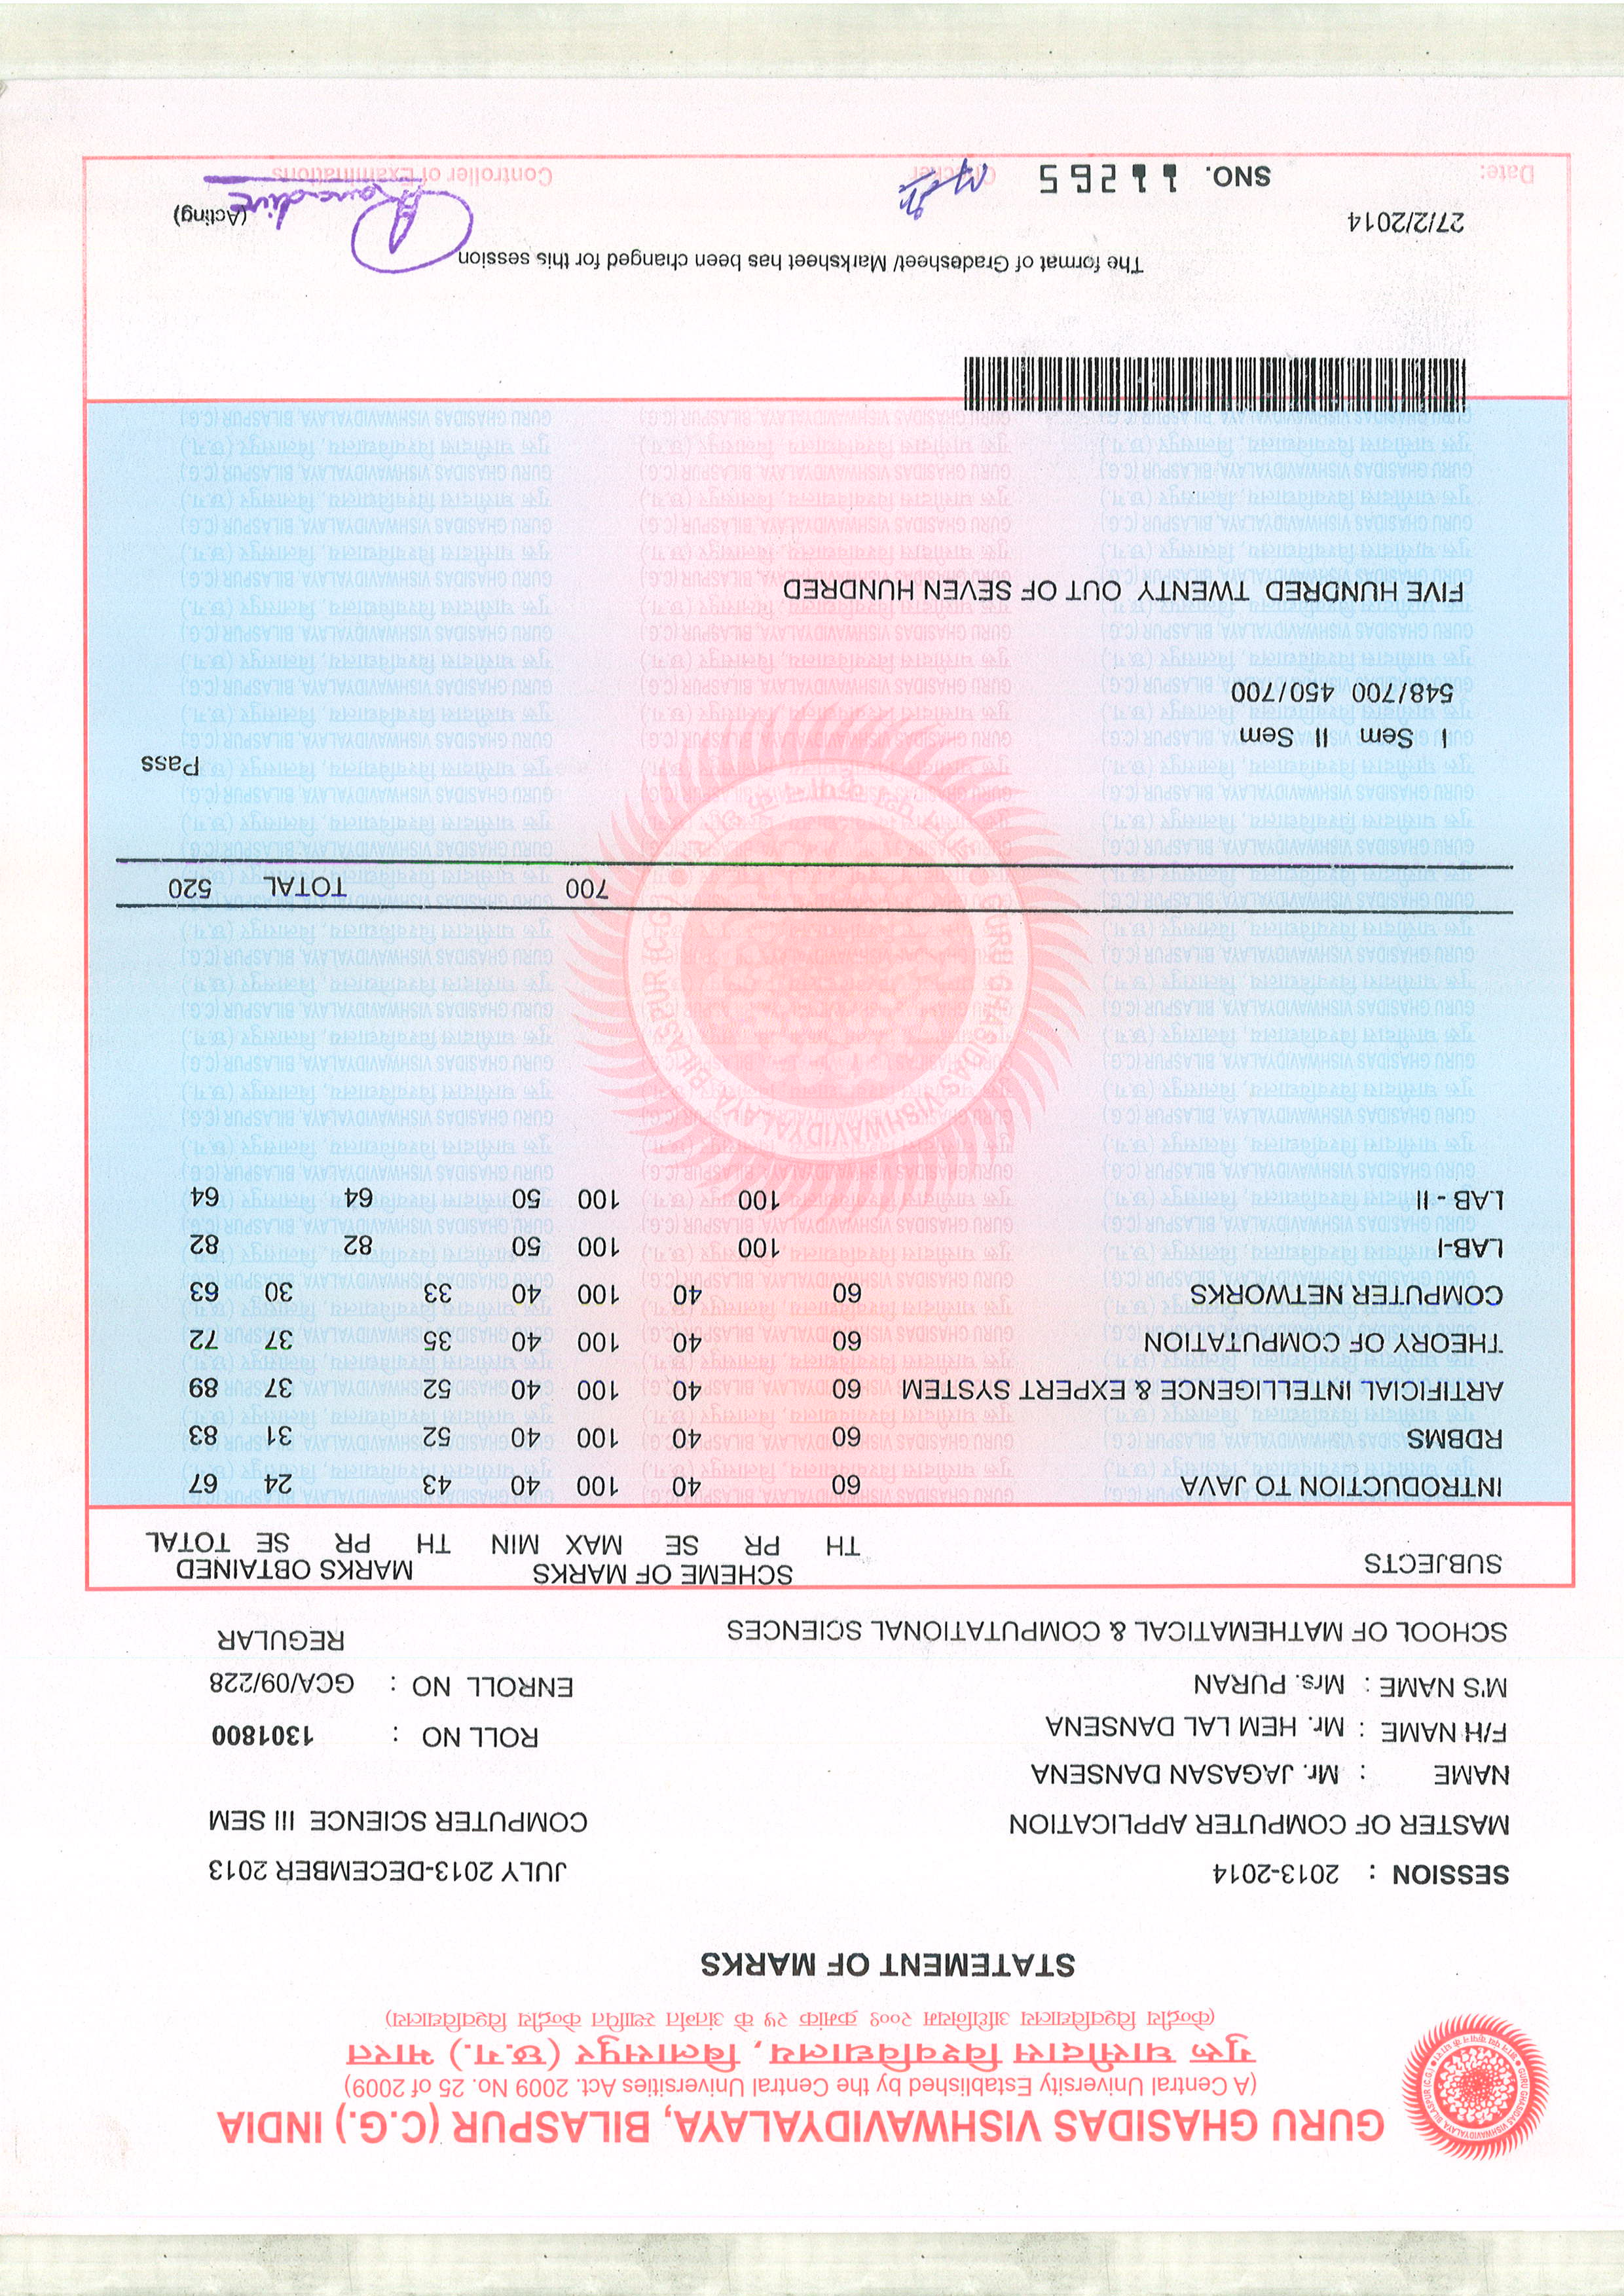 GURU GHASIDAS VISHWAVIDYALAYA, BILASPUR (C.G.) INDIA
(A Central University Established by the Central Universities Act. 2009 No. 25 of 2009)
गुरू घासीदास विश्वविद्यालय, बिलासपुर (छ.ग.) भारत
(केन्द्रीय विश्वविद्यालय अधिनियम २००९ क्रमांक २५ के अंतर्गत स्थापित केन्द्रीय विश्वविद्यालय)
STATEMENT OF MARKS
SESSION : 2013-2014 JULY 2013-DECEMBER 2013
MASTER OF COMPUTER APPLICATION COMPUTER SCIENCE III SEM
NAME : Mr. JAGASAN DANSENA
F/H NAME : Mr. HEM LAL DANSENA ROLL NO : 1301800
M'S NAME : Mrs. PURAN ENROLL NO : GCA/09/228
SCHOOL OF MATHEMATICAL & COMPUTATIONAL SCIENCES REGULAR
SUBJECTS SCHEME OF MARKS MARKS OBTAINED
TH PR SE MAX MIN TH PR SE TOTAL
INTRODUCTION TO JAVA 60 40 100 40 43 24 67
RDBMS 60 40 100 40 52 31 83
ARTIFICIAL INTELLIGENCE & EXPERT SYSTEM 60 40 100 40 52 37 89
THEORY OF COMPUTATION 60 40 100 40 35 37 72
COMPUTER NETWORKS 60 40 100 40 33 30 63
LAB-I 100 100 50 82 82
LAB - II 100 100 50 64 64
700 TOTAL 520
Pass
I Sem II Sem
548/700 450/700
FIVE HUNDRED TWENTY OUT OF SEVEN HUNDRED
The format of Gradesheet/ Marksheet has been changed for this session
27/2/2014 (Acting)
Date: SNO. 11265 Checker Controller of Examinations